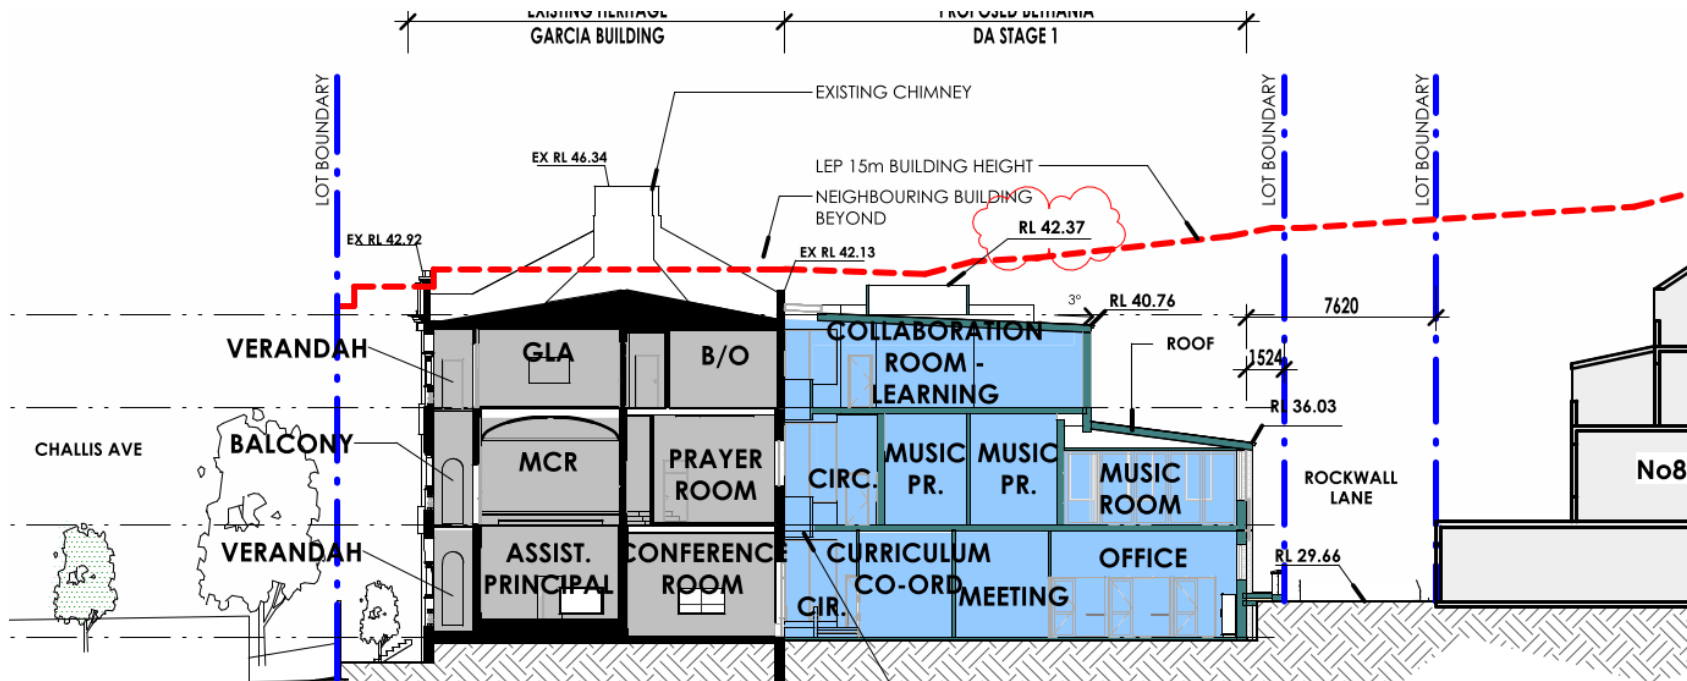 EXISTING HERITAGE
GARCIA BUILDING
PROPOSED BETHANIA
DA STAGE 1
LOT BOUNDARY
EXISTING CHIMNEY
LOT BOUNDARY
LOT BOUNDARY
EX RL 46.34
LEP 15m BUILDING HEIGHT
NEIGHBOURING BUILDING
BEYOND
RL 42.37
EX RL 42.92
EX RL 42.13
3°
RL 40.76
7620
VERANDAH
GLA
B/O
COLLABORATION
ROOM -
LEARNING
ROOF
1524
RL 36.03
CHALLIS AVE
BALCONY
MCR
PRAYER
ROOM
CIRC.
MUSIC
PR.
MUSIC
PR.
MUSIC
ROOM
ROCKWALL
LANE
No8
VERANDAH
ASSIST.
PRINCIPAL
CONFERENCE
ROOM
CIR.
CURRICULUM
CO-ORD
MEETING
OFFICE
RL 29.66